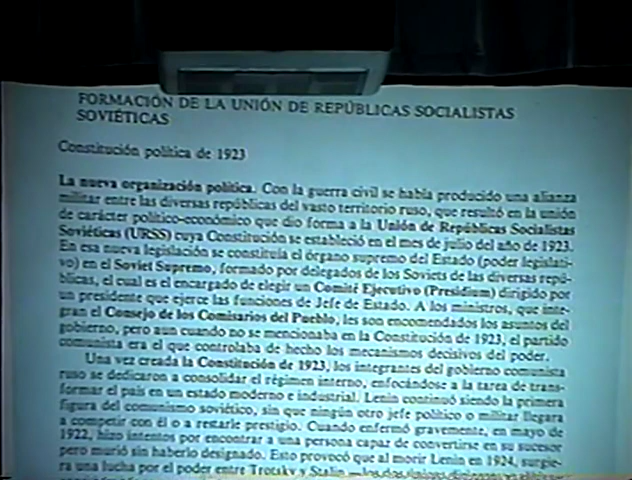 FORMACIÓN DE LA UNIÓN DE REPÚBLICAS SOCIALISTAS
SOVIÉTICAS
Constitución política de 1923
La nueva organización política. Con la guerra civil se había producido una alianza
militar entre las diversas repúblicas del vasto territorio ruso, que resultó en la unión
de carácter político-económico que dio forma a la Unión de Repúblicas Socialistas
Soviéticas (URSS) cuya Constitución se estableció en el mes de julio del año de 1923.
En esa nueva legislación se constituía el órgano supremo del Estado (poder legislati-
vo) en el Soviet Supremo, formado por delegados de los Soviets de las diversas repú-
blicas, el cual es el encargado de elegir un Comité Ejecutivo (Presidium) dirigido por
un presidente que ejerce las funciones de Jefe de Estado. A los ministros, que inte-
gran el Consejo de los Comisarios del Pueblo, les son encomendados los asuntos del
gobierno, pero aun cuando no se mencionaba en la Constitución de 1923, el partido
comunista era el que controlaba de hecho los mecanismos decisivos del poder.
Una vez creada la Constitución de 1923, los integrantes del gobierno comunista
ruso se dedicaron a consolidar el régimen interno, enfocándose a la tarea de trans-
formar el país en un estado moderno e industrial. Lenin continuó siendo la primera
figura del comunismo soviético, sin que ningún otro jefe político o militar llegara
a competir con él o a restarle prestigio. Cuando enfermó gravemente, en mayo de
1922, hizo intentos por encontrar a una persona capaz de convertirse en su sucesor
pero murió sin haberlo designado. Esto provocó que al morir Lenin en 1924, surgie-
ra una lucha por el poder entre Trotsky y Stalin